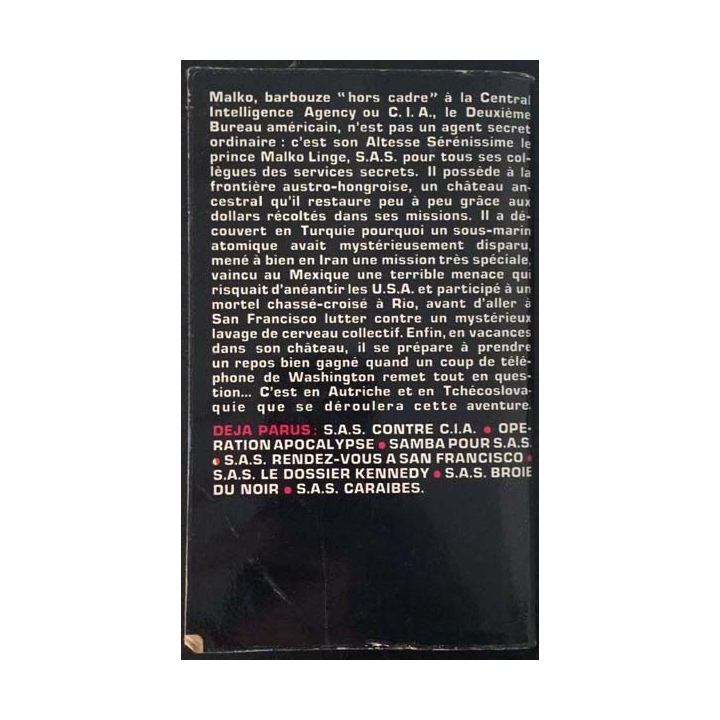 Malko, barbouze "hors cadre" à la Central
Intelligence Agency ou C.I.A., le Deuxième
Bureau américain, n'est pas un agent secret
ordinaire : c'est son Altesse Sérénissime le
prince Malko Linge, S.A.S. pour tous ses col-
lègues des services secrets. Il possède à la
frontière austro-hongroise, un château an-
cestral qu'il restaure peu à peu grâce aux
dollars récoltés dans ses missions. Il a dé-
couvert en Turquie pourquoi un sous-marin
atomique avait mystérieusement disparu,
mené à bien en Iran une mission très spéciale,
vaincu au Mexique une terrible menace qui
risquait d'anéantir les U.S.A. et participé à un
mortel chassé-croisé à Rio, avant d'aller à
San Francisco lutter contre un mystérieux
lavage de cerveau collectif. Enfin, en vacances
dans son château, il se prépare à prendre
un repos bien gagné quand un coup de télé-
phone de Washington remet tout en ques-
tion... C'est en Autriche et en Tchécoslova-
quie que se déroulera cette aventure.
DEJA PARUS : S.A.S. CONTRE C.I.A. • OPE-
RATION APOCALYPSE • SAMBA POUR S.A.S.
• S.A.S. RENDEZ-VOUS A SAN FRANCISCO •
S.A.S. LE DOSSIER KENNEDY • S.A.S. BROIE
DU NOIR • S.A.S. CARAIBES.